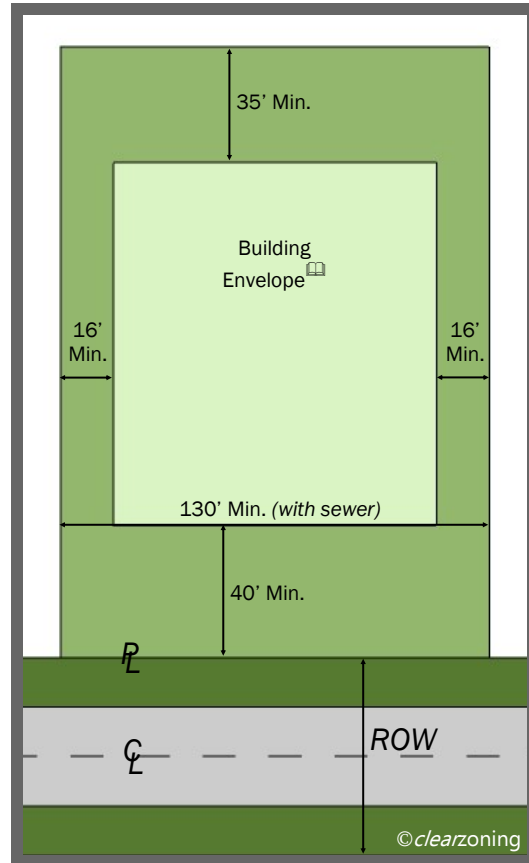 35’ Min.
Building
Envelope
16’
Min.
16’
Min.
130’ Min. (with sewer)
40’ Min.
PL
CL
ROW
©clearzoning